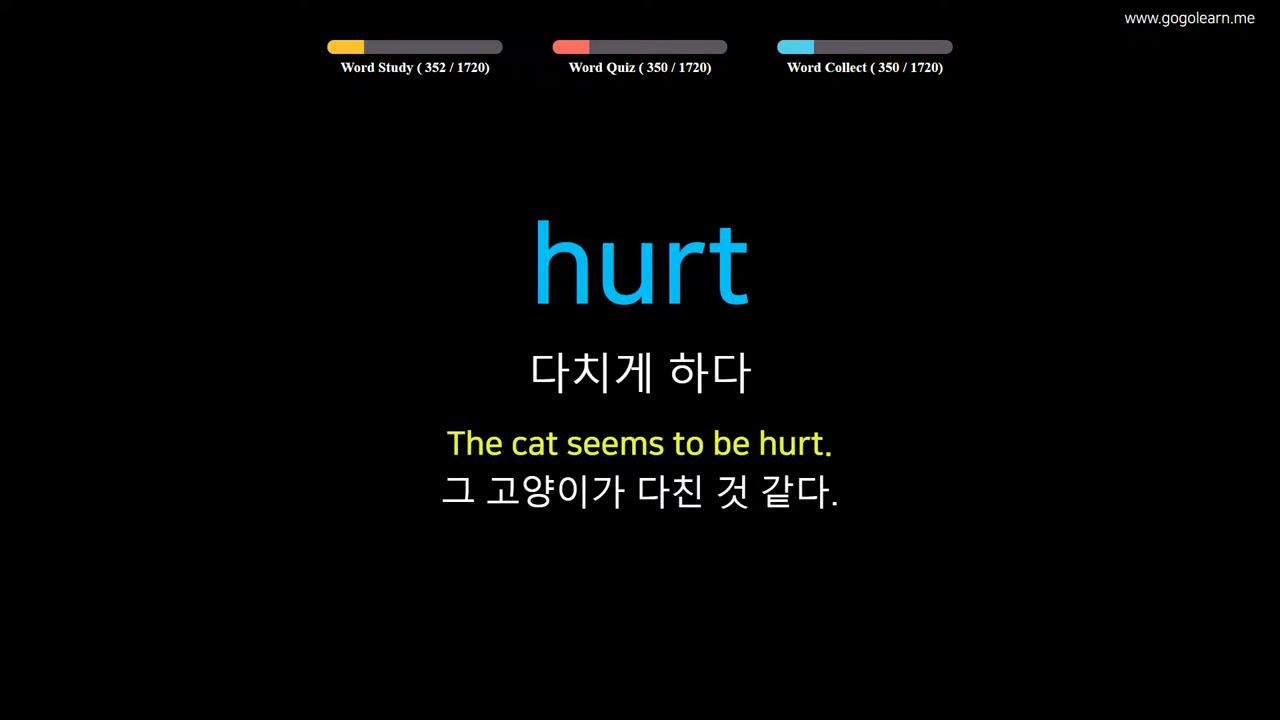 www.gogolearn.me
Word Study ( 352 / 1720)
Word Quiz ( 350 / 1720)
Word Collect ( 350 / 1720)
hurt
다치게 하다
The cat seems to be hurt.
그 고양이가 다친 것 같다.